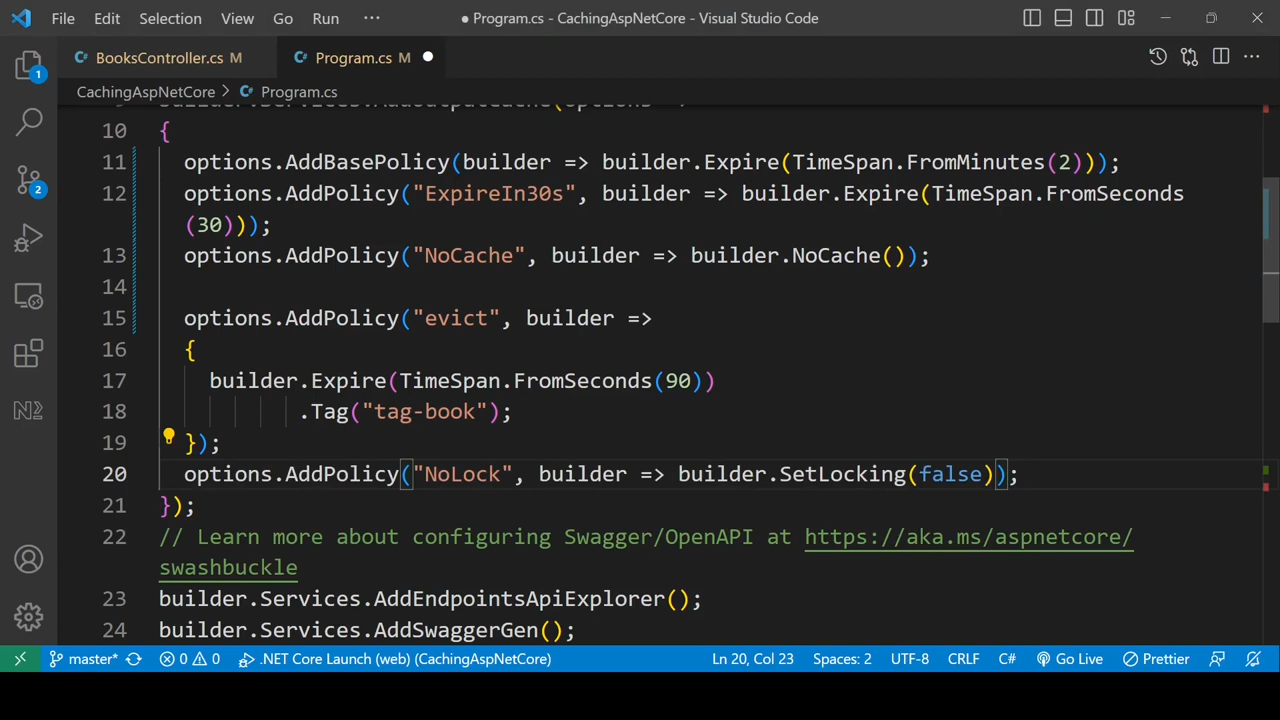 File Edit Selection View Go Run ··· ● Program.cs - CachingAspNetCore - Visual Studio Code
BooksController.cs M Program.cs M
CachingAspNetCore > Program.cs
10 {
11 options.AddBasePolicy(builder => builder.Expire(TimeSpan.FromMinutes(2)));
12 options.AddPolicy("ExpireIn30s", builder => builder.Expire(TimeSpan.FromSeconds
(30)));
13 options.AddPolicy("NoCache", builder => builder.NoCache());
14
15 options.AddPolicy("evict", builder =>
16 {
17 builder.Expire(TimeSpan.FromSeconds(90))
18 .Tag("tag-book");
19 });
20 options.AddPolicy("NoLock", builder => builder.SetLocking(false));
21 });
22 // Learn more about configuring Swagger/OpenAPI at https://aka.ms/aspnetcore/
swashbuckle
23 builder.Services.AddEndpointsApiExplorer();
24 builder.Services.AddSwaggerGen();
1
2
master* 0 0 .NET Core Launch (web) (CachingAspNetCore) Ln 20, Col 23 Spaces: 2 UTF-8 CRLF C# Go Live Prettier